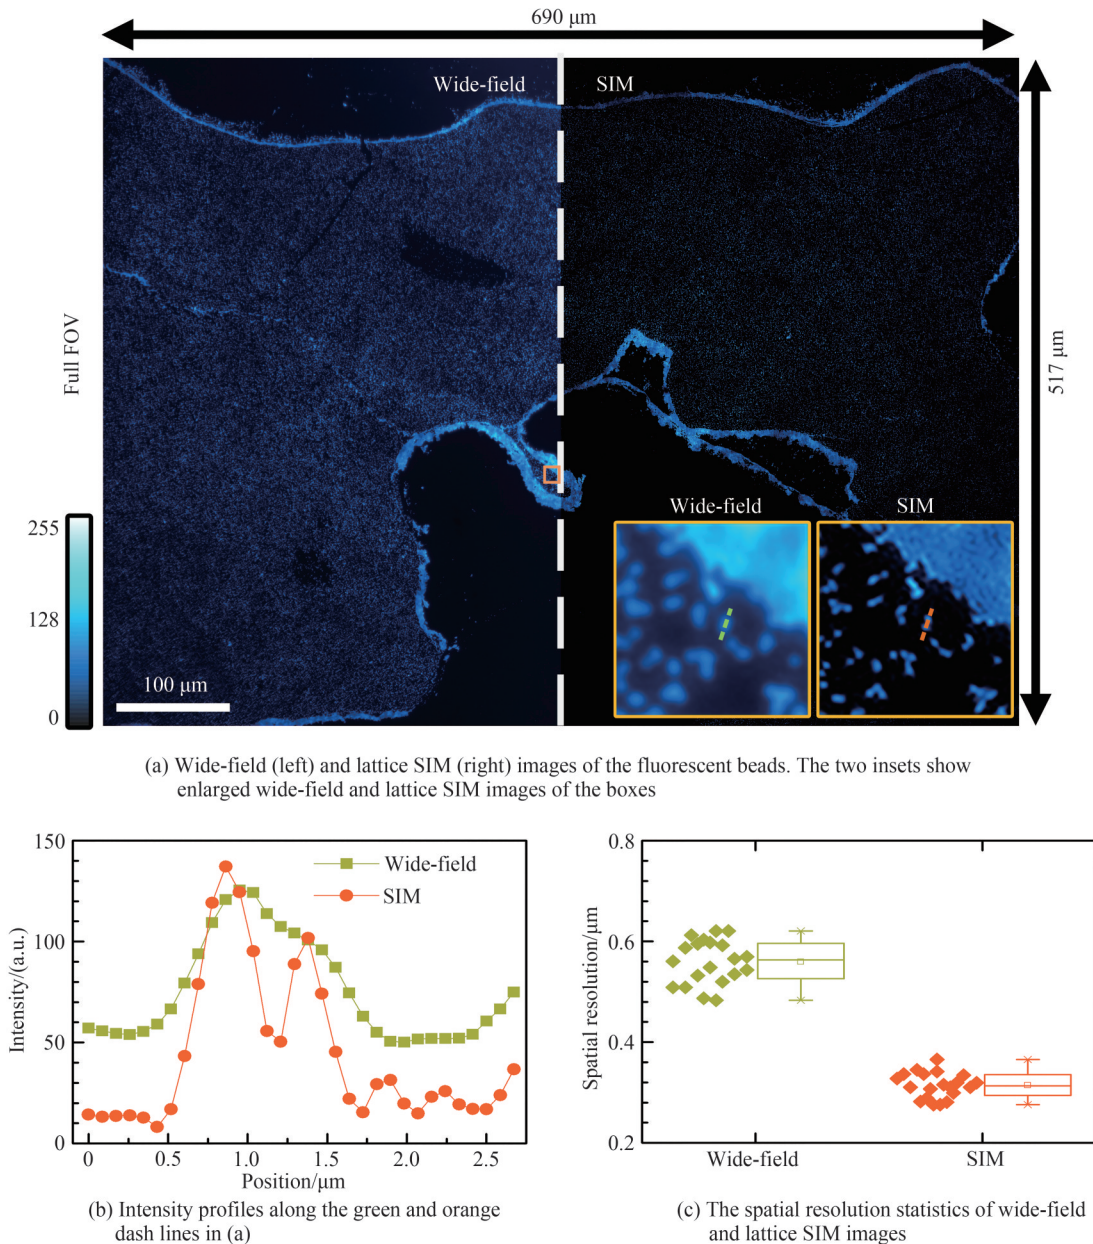 690 μm
Wide-field
SIM
Full FOV
517 μm
255
128
0
100 μm
Wide-field
SIM
(a) Wide-field (left) and lattice SIM (right) images of the fluorescent beads. The two insets show
enlarged wide-field and lattice SIM images of the boxes
150
100
50
0
Intensity/(a.u.)
Wide-field
SIM
0
0.5
1.0
1.5
2.0
2.5
Position/μm
(b) Intensity profiles along the green and orange
dash lines in (a)
0.8
0.6
0.4
0.2
Spatial resolution/μm
Wide-field
SIM
(c) The spatial resolution statistics of wide-field
and lattice SIM images